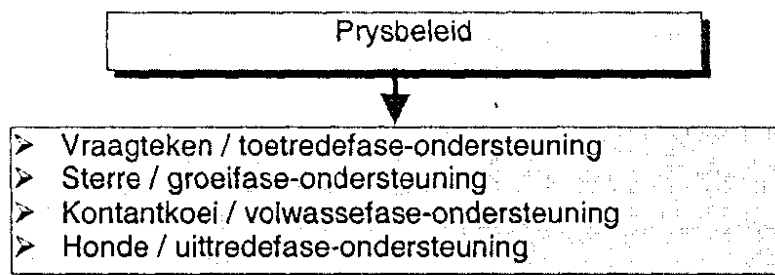 Prysbeleid
➢ Vraagteken / toetredefase-ondersteuning
➢ Sterre / groeifase-ondersteuning
➢ Kontantkoei / volwassefase-ondersteuning
➢ Honde / uittredefase-ondersteuning